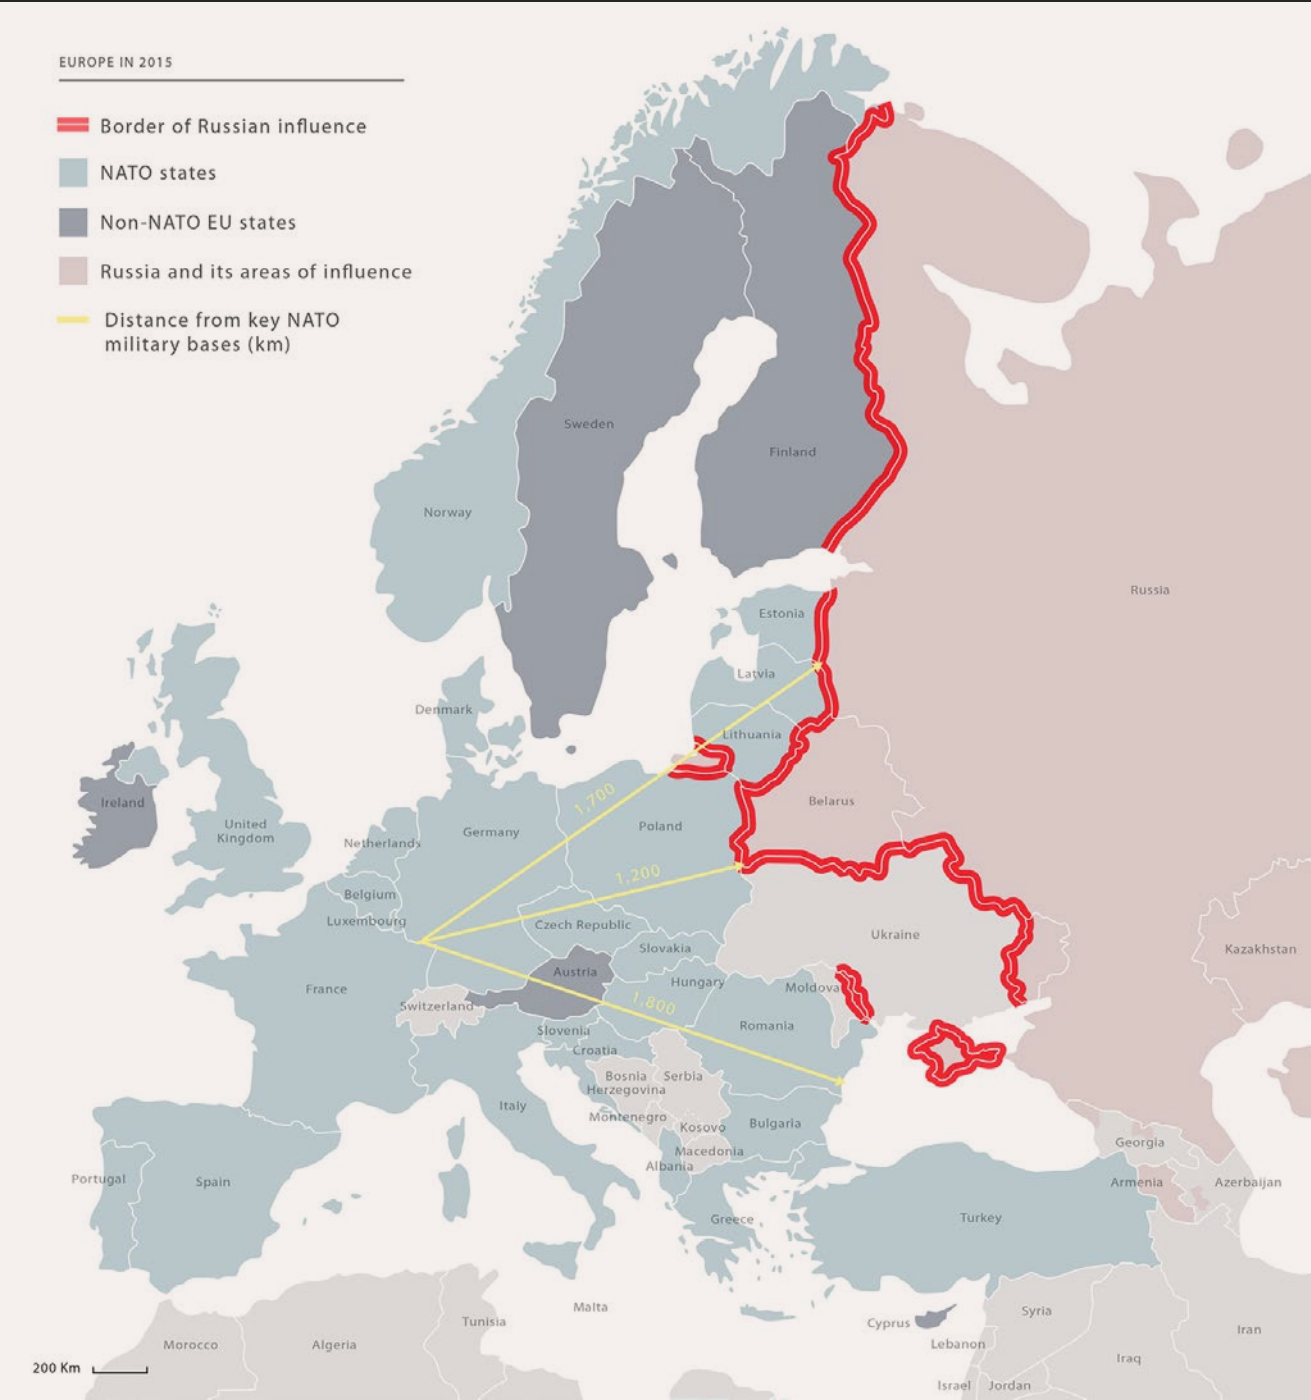 EUROPE IN 2015
Border of Russian influence
NATO states
Non-NATO EU states
Russia and its areas of influence
Distance from key NATO
military bases (km)
Sweden
Finland
Norway
Russia
Estonia
Latvia
Denmark
Lithuania
1,700
Ireland
Belarus
United
Kingdom
Germany
Poland
Netherlands
1,200
Belgium
Luxembourg
Czech Republic
Ukraine
Slovakia
Kazakhstan
Austria
Hungary
France
Moldova
Switzerland
1,800
Romania
Slovenia
Croatia
Bosnia
Herzegovina
Serbia
Italy
Montenegro
Kosovo
Bulgaria
Macedonia
Albania
Georgia
Portugal
Spain
Armenia
Azerbaijan
Greece
Turkey
Malta
Tunisia
Cyprus
Syria
Morocco
Algeria
Lebanon
Iran
Iraq
200 Km
Israel
Jordan